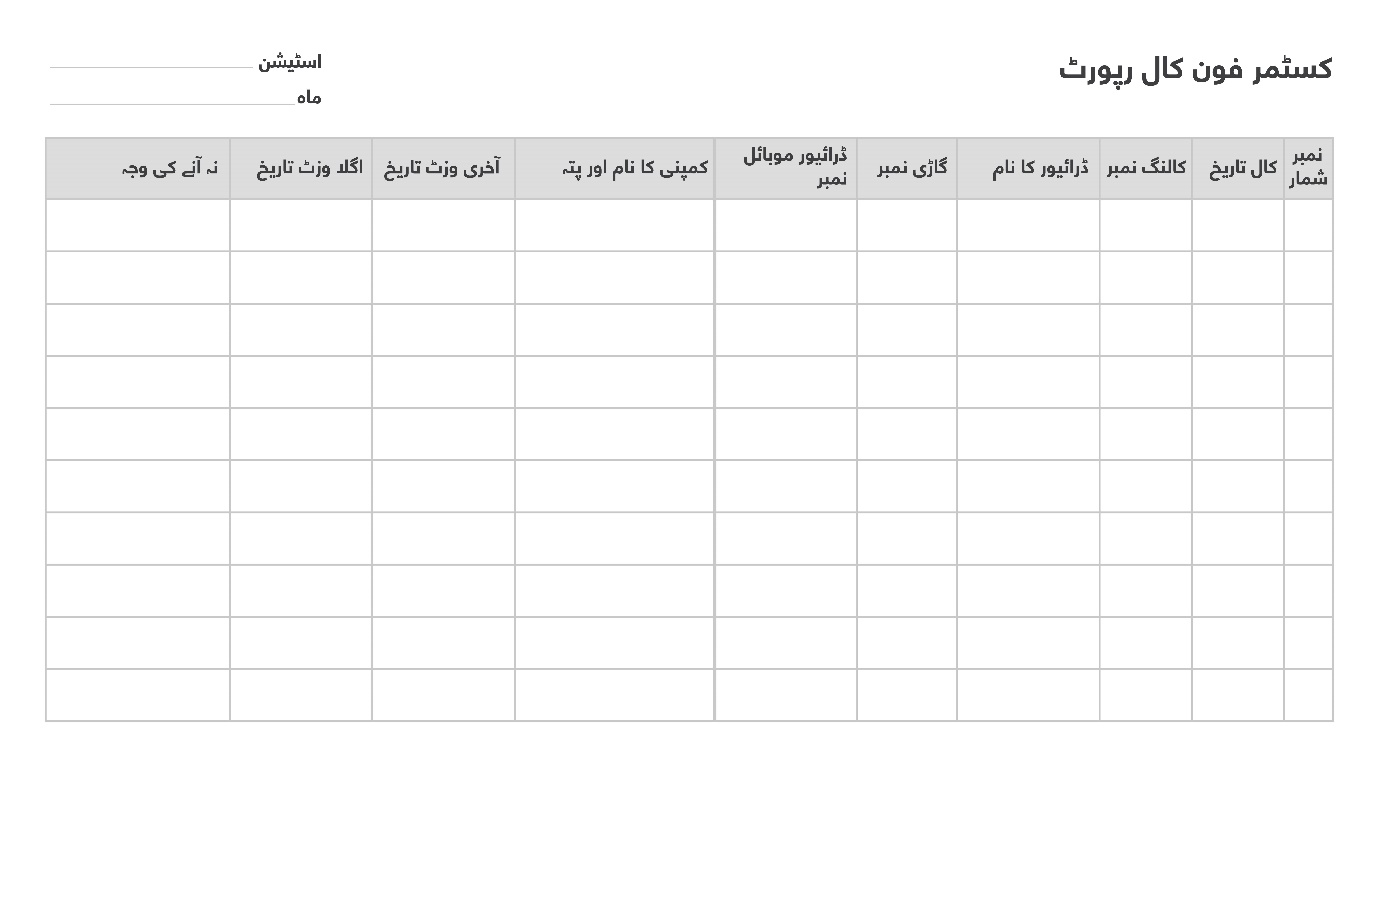 کسٹمر فون کال رپورٹ
اسٹیشن
ماہ
نمبر شمار
کال تاریخ
کالنگ نمبر
ڈرائیور کا نام
گاڑی نمبر
ڈرائیور موبائل نمبر
کمپنی کا نام اور پتہ
آخری وزٹ تاریخ
اگلا وزٹ تاریخ
نہ آنے کی وجہ